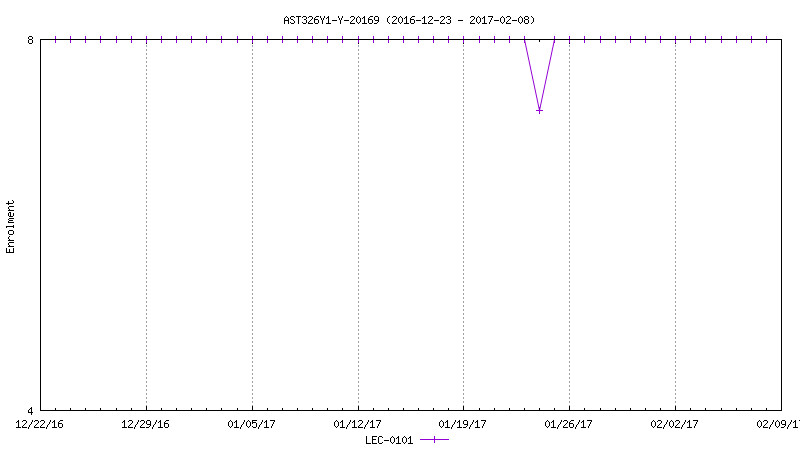 AST326Y1-Y-20169 (2016-12-23 - 2017-02-08)
8
Enrolment
4
12/22/16 12/29/16 01/05/17 01/12/17 01/19/17 01/26/17 02/02/17 02/09/1
LEC-0101